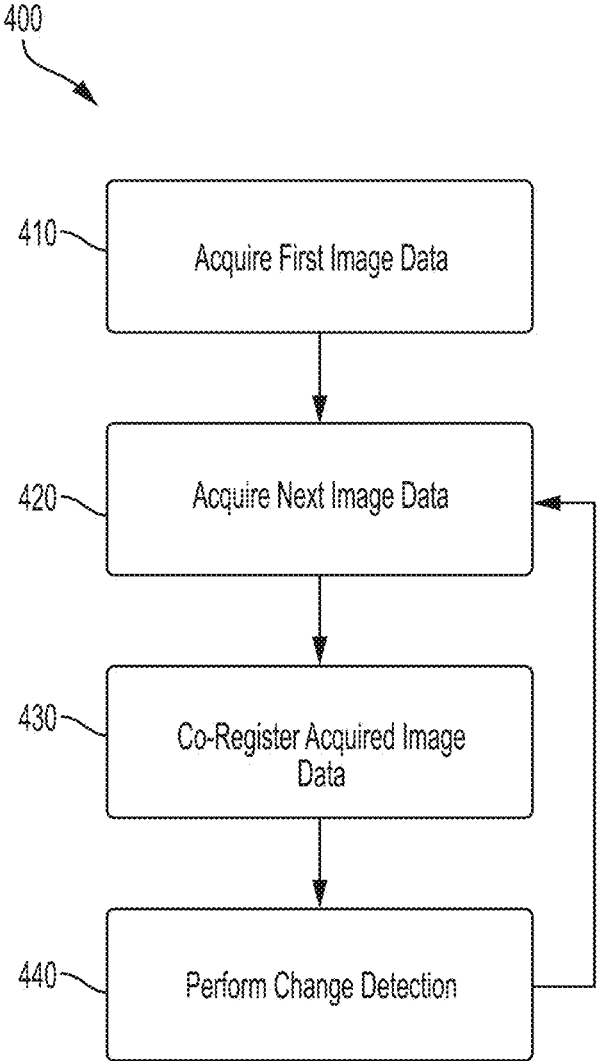 400
410
Acquire First Image Data
420
Acquire Next Image Data
430
Co-Register Acquired Image
Data
440
Perform Change Detection